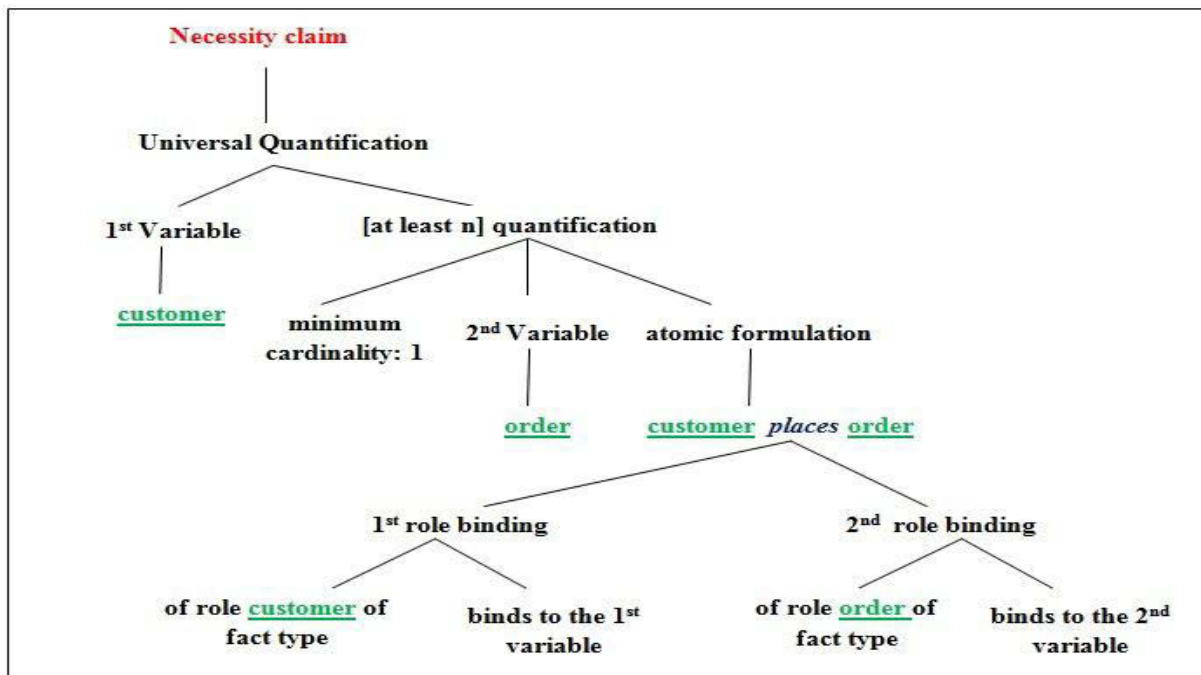 Necessity claim
Universal Quantification
1st Variable
[at least n] quantification
customer
minimum
cardinality: 1
2nd Variable
atomic formulation
order
customer places order
1st role binding
2nd role binding
of role customer of
fact type
binds to the 1st
variable
of role order of
fact type
binds to the 2nd
variable